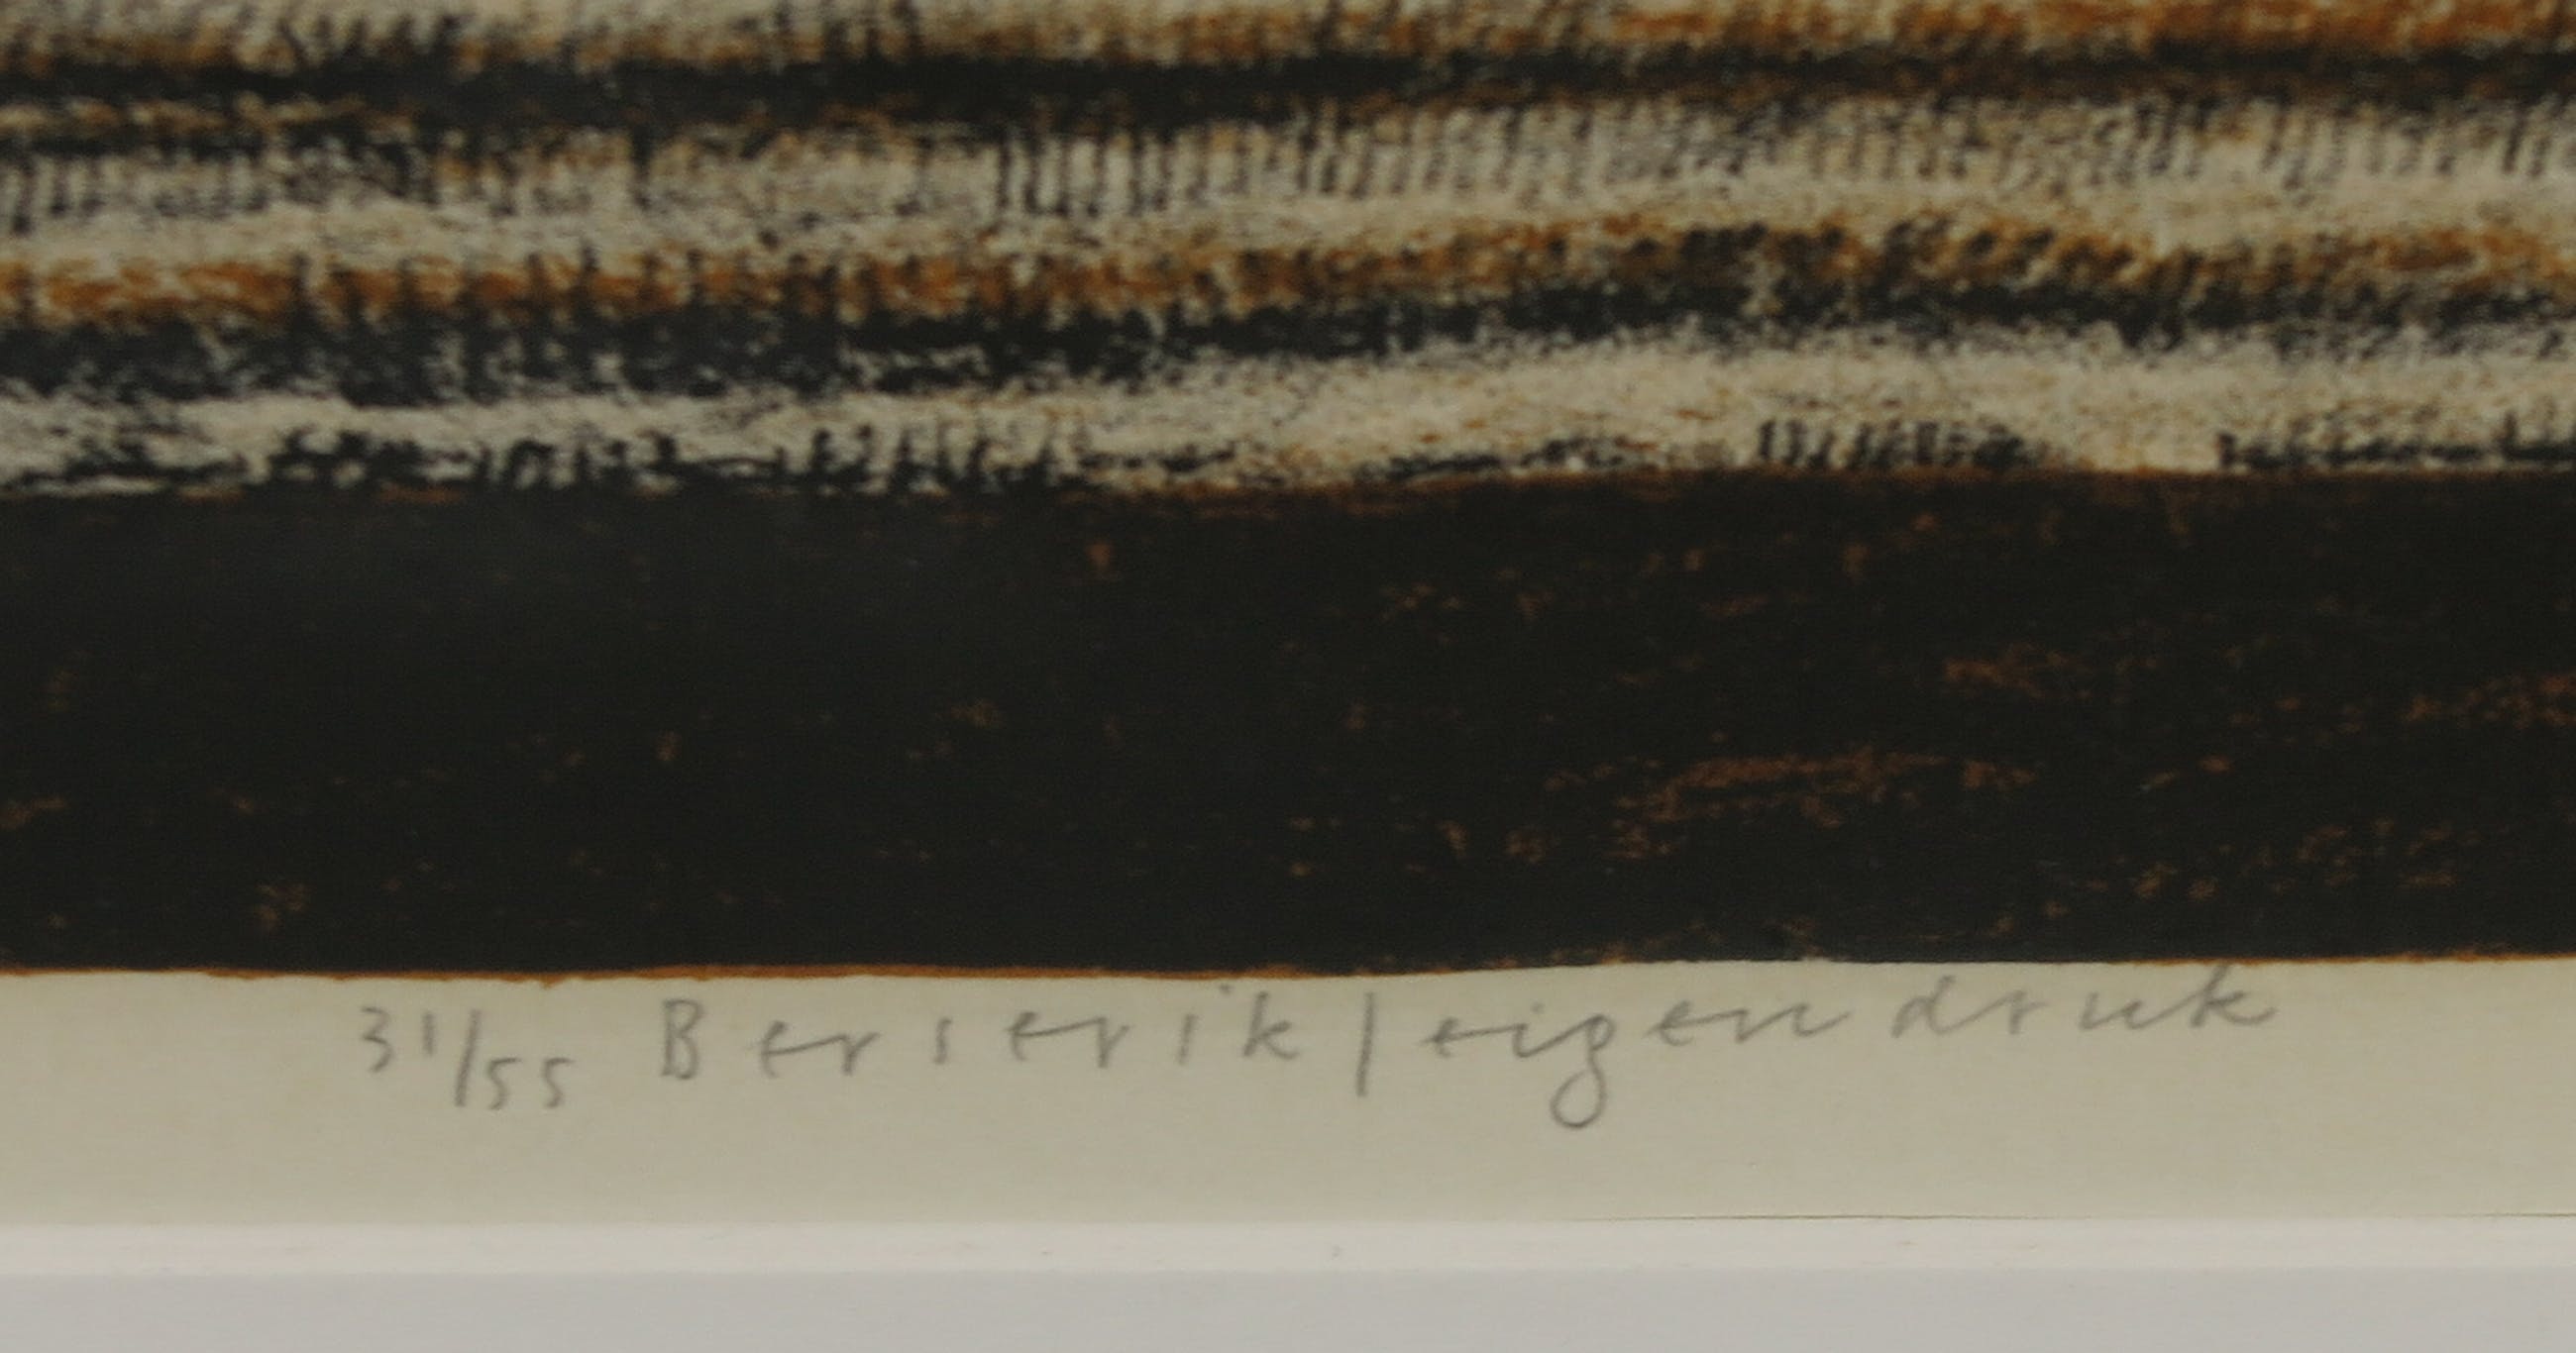 31/55 Berserik | eigen druk